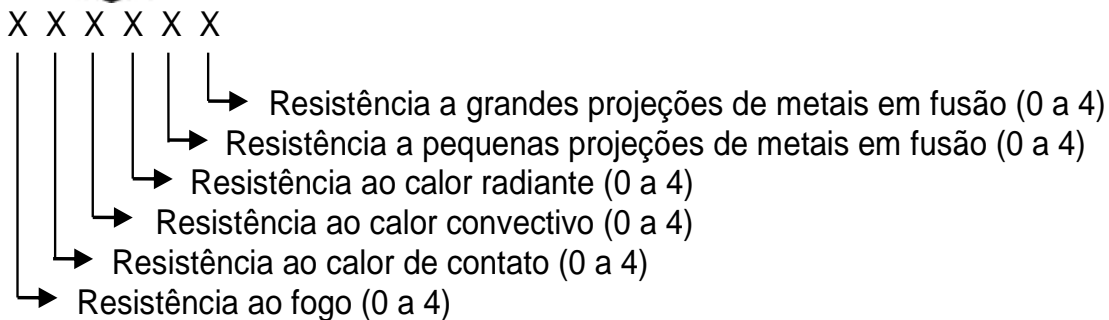 X X X X X X
Resistência a grandes projeções de metais em fusão (0 a 4)
Resistência a pequenas projeções de metais em fusão (0 a 4)
Resistência ao calor radiante (0 a 4)
Resistência ao calor convectivo (0 a 4)
Resistência ao calor de contato (0 a 4)
Resistência ao fogo (0 a 4)